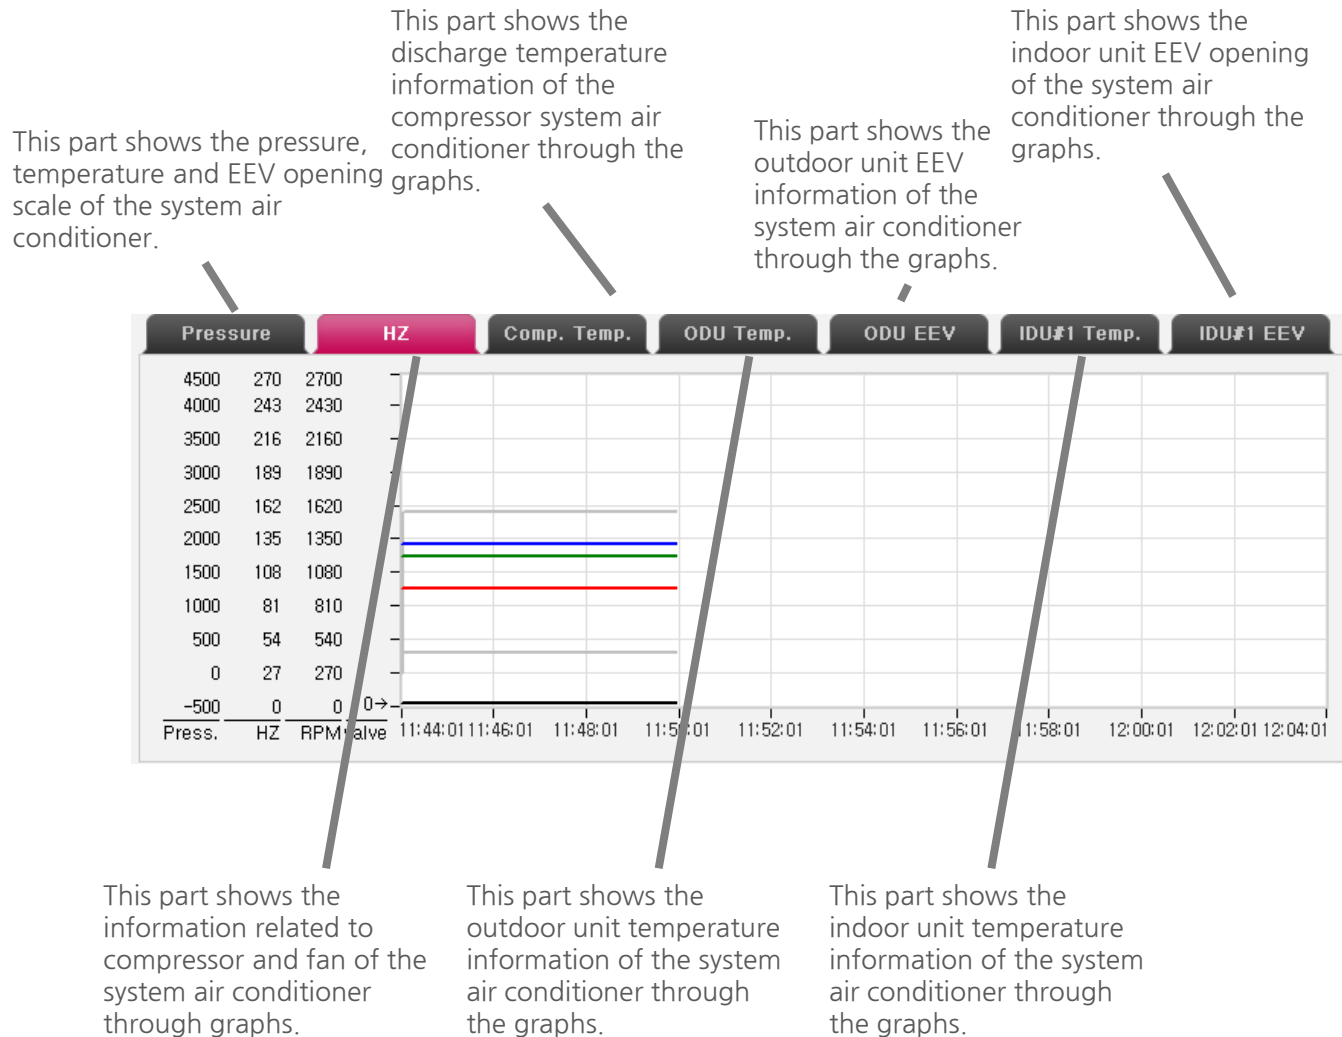 This part shows the
discharge temperature
information of the
compressor system air
conditioner through the
graphs.
This part shows the
indoor unit EEV opening
of the system air
conditioner through the
graphs.
This part shows the pressure,
temperature and EEV opening
scale of the system air
conditioner.
This part shows the
outdoor unit EEV
information of the
system air conditioner
through the graphs.
Pressure HZ Comp. Temp. ODU Temp. ODU EEV IDU#1 Temp. IDU#1 EEV
4500 270 2700
4000 243 2430
3500 216 2160
3000 189 1890
2500 162 1620
2000 135 1350
1500 108 1080
1000 81 810
500 54 540
0 27 270
-500 0 0 0→
Press. HZ RPM
11:44:01 11:46:01 11:48:01 11:52:01 11:54:01 11:56:01 12:00:01 12:02:01 12:04:01
This part shows the
information related to
compressor and fan of the
system air conditioner
through graphs.
This part shows the
outdoor unit temperature
information of the system
air conditioner through
the graphs.
This part shows the
indoor unit temperature
information of the system
air conditioner through
the graphs.